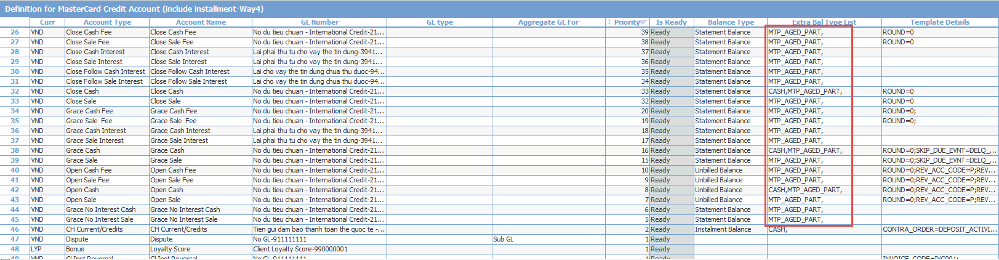 Definition for MasterCard Credit Account (include installment-Way4)
Curr Account Type Account Name GL Number GL type Aggregate GL For 1 Priority Is Ready Balance Type Extra Bal Type List Template Details
26 VND Close Cash Fee Close Cash Fee No du tieu chuan - International Credit-21... 39 Ready Statement Balance MTP_AGED_PART, ROUND=0
27 VND Close Sale Fee Close Sale Fee No du tieu chuan - International Credit-21... 38 Ready Statement Balance MTP_AGED_PART, ROUND=0
28 VND Close Cash Interest Close Cash Interest Lai phai thu tu cho vay the tin dung-3941... 37 Ready Statement Balance MTP_AGED_PART,
29 VND Close Sale Interest Close Sale Interest Lai phai thu tu cho vay the tin dung-3941... 36 Ready Statement Balance MTP_AGED_PART,
30 VND Close Follow Cash Interest Close Follow Cash Interest Lai cho vay the tin dung chua thu duoc-94... 35 Ready Statement Balance MTP_AGED_PART,
31 VND Close Follow Sale Interest Close Follow Sale Interest Lai cho vay the tin dung chua thu duoc-94... 34 Ready Statement Balance MTP_AGED_PART,
32 VND Close Cash Close Cash No du tieu chuan - International Credit-21... 33 Ready Statement Balance CASH,MTP_AGED_PART, ROUND=0
33 VND Close Sale Close Sale No du tieu chuan - International Credit-21... 32 Ready Statement Balance MTP_AGED_PART, ROUND=0
34 VND Grace Cash Fee Grace Cash Fee No du tieu chuan - International Credit-21... 20 Ready Statement Balance MTP_AGED_PART, ROUND=0;
35 VND Grace Sale Fee Grace Sale Fee No du tieu chuan - International Credit-21... 19 Ready Statement Balance MTP_AGED_PART, ROUND=0;
36 VND Grace Cash Interest Grace Cash Interest Lai phai thu tu cho vay the tin dung-3941... 18 Ready Statement Balance MTP_AGED_PART,
37 VND Grace Sale Interest Grace Sale Interest Lai phai thu tu cho vay the tin dung-3941... 17 Ready Statement Balance MTP_AGED_PART,
38 VND Grace Cash Grace Cash No du tieu chuan - International Credit-21... 16 Ready Statement Balance CASH,MTP_AGED_PART, ROUND=0;SKIP_DUE_EVNT=DELQ_...
39 VND Grace Sale Grace Sale No du tieu chuan - International Credit-21... 15 Ready Statement Balance MTP_AGED_PART, ROUND=0;SKIP_DUE_EVNT=DELQ_...
40 VND Open Cash Fee Open Cash Fee No du tieu chuan - International Credit-21... 10 Ready Unbilled Balance MTP_AGED_PART, ROUND=0;REV_ACC_CODE=P;REV...
41 VND Open Sale Fee Open Sale Fee No du tieu chuan - International Credit-21... 9 Ready Unbilled Balance MTP_AGED_PART, ROUND=0;REV_ACC_CODE=P;REV...
42 VND Open Cash Open Cash No du tieu chuan - International Credit-21... 8 Ready Unbilled Balance CASH,MTP_AGED_PART, ROUND=0;REV_ACC_CODE=P;REV...
43 VND Open Sale Open Sale No du tieu chuan - International Credit-21... 7 Ready Unbilled Balance MTP_AGED_PART, ROUND=0;REV_ACC_CODE=P;REV...
44 VND Grace No Interest Cash Grace No Interest Cash No du tieu chuan - International Credit-21... 6 Ready Statement Balance MTP_AGED_PART,
45 VND Grace No Interest Sale Grace No Interest Sale No du tieu chuan - International Credit-21... 5 Ready Statement Balance MTP_AGED_PART,
46 VND CH Current/Credits CH Current/Credits Tien gui dam bao thanh toan the quoc te -... 2 Ready Instalment Balance CASH, CONTRA_ORDER=DEPOSIT_ACTIVI...
47 VND Dispute Dispute No GL-911111111 Sub GL 1 Ready
48 LYP Bonus Loyalty Score Client Loyalty Score-990000001 1 Ready
49 VND CI Inst Reversal CI Inst Reversal No GL-911111111 1 Ready INVOICE_CODE=IVC001;